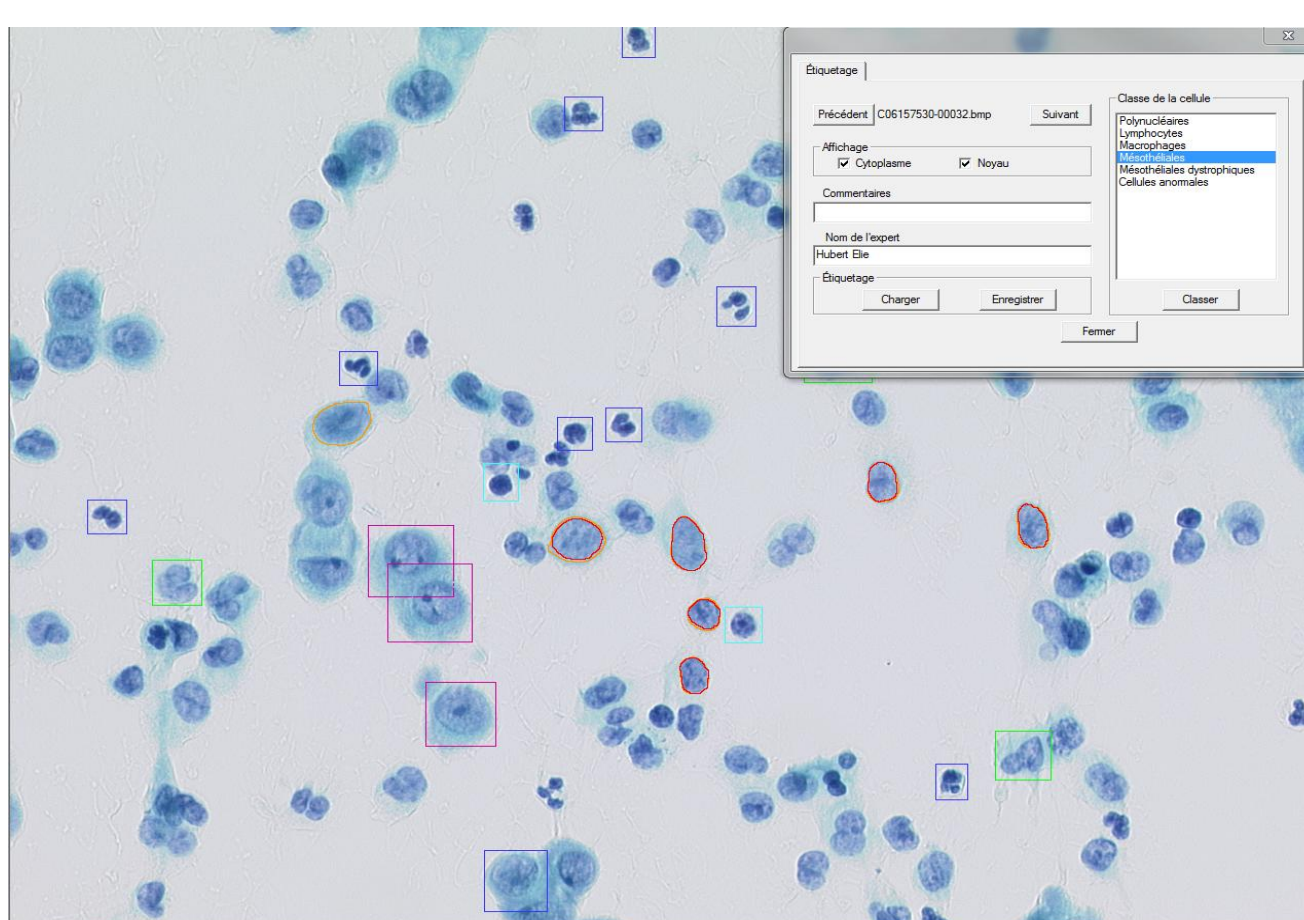 Étiquetage
Précédent C06157530-00032.bmp Suivant
Affichage
Cytoplasme Noyau
Commentaires
Nom de l'expert
Hubert Elie
Étiquetage
Charger Enregistrer
Classe de la cellule
Polynucléaires
Lymphocytes
Macrophages
Mésothéliales
Mésothéliales dystrophiques
Cellules anormales
Classer
Fermer